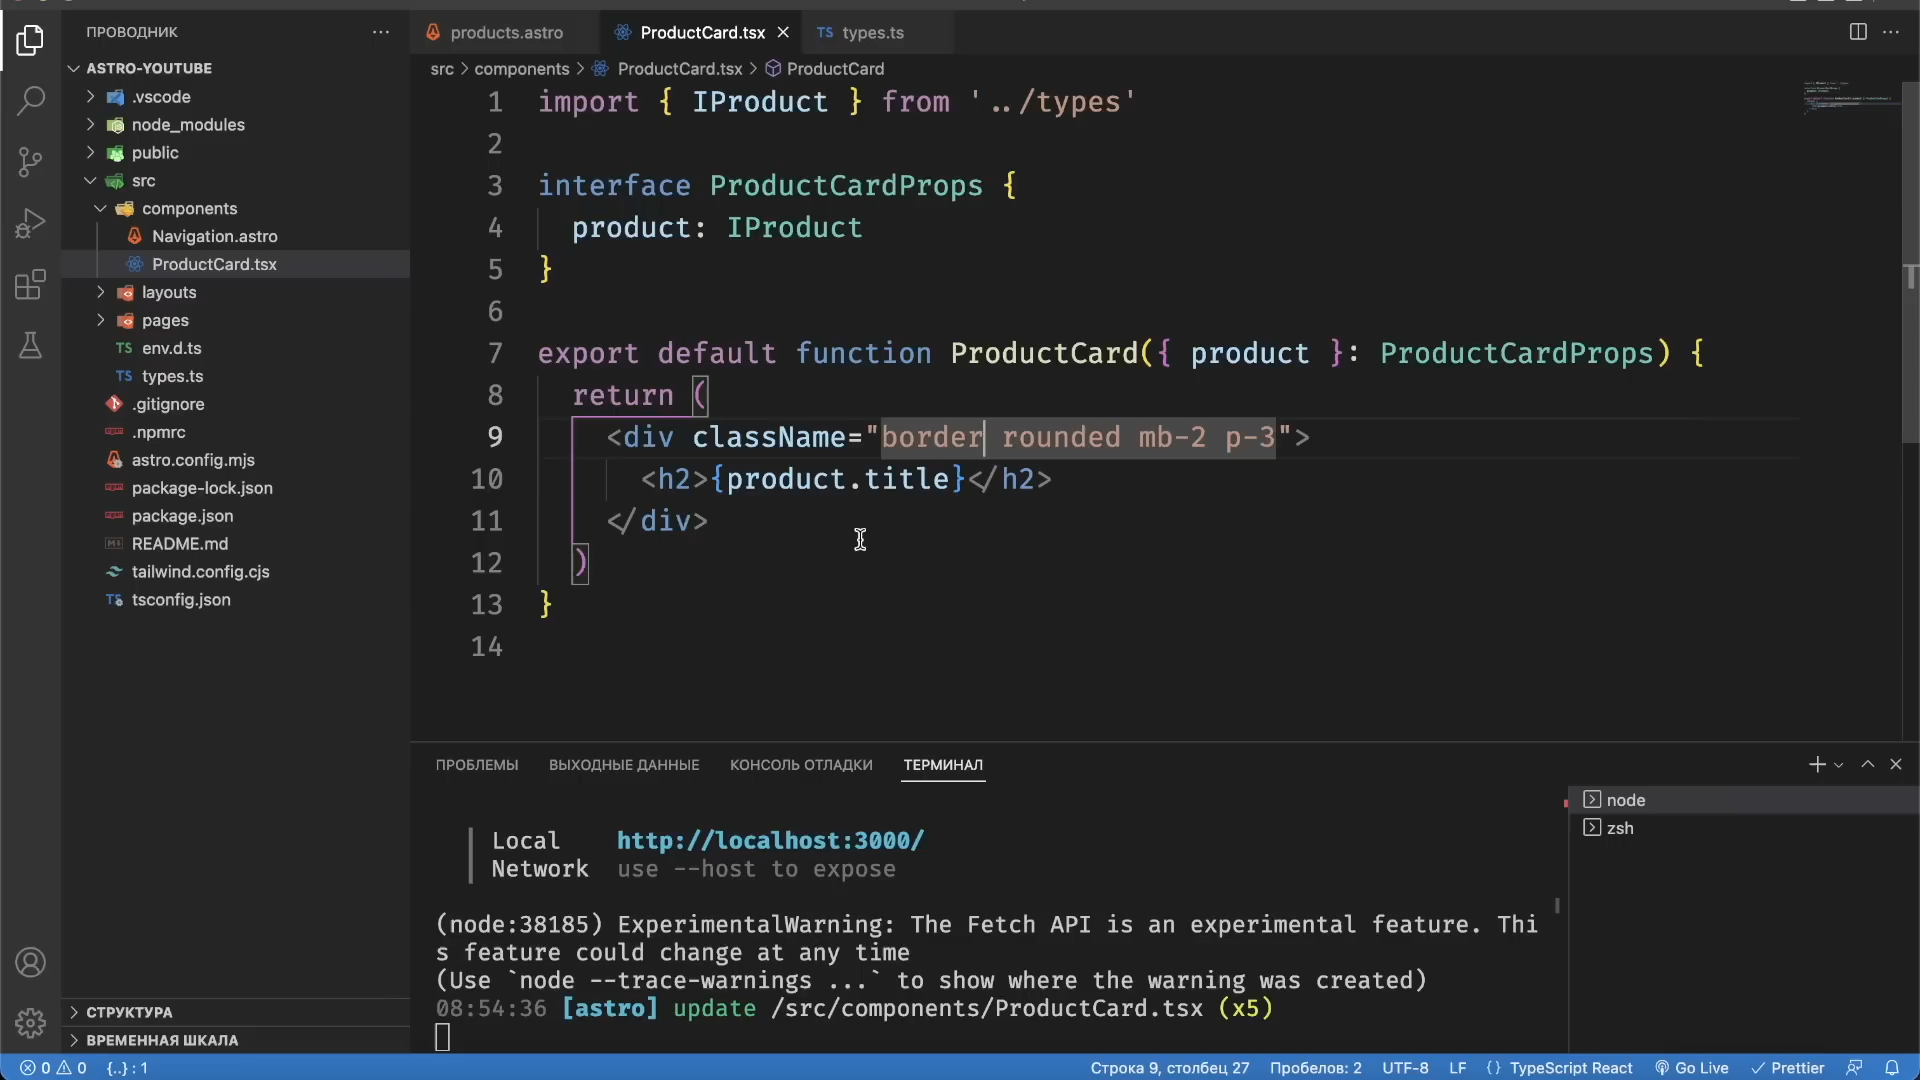 ПРОВОДНИК
ASTRO-YOUTUBE
.vscode
node_modules
public
src
components
Navigation.astro
ProductCard.tsx
layouts
pages
TS env.d.ts
TS types.ts
.gitignore
.npmrc
astro.config.mjs
package-lock.json
package.json
README.md
tailwind.config.cjs
tsconfig.json
СТРУКТУРА
ВРЕМЕННАЯ ШКАЛА
products.astro ProductCard.tsx TS types.ts
src > components > ProductCard.tsx > ProductCard
1 import { IProduct } from '../types'
2
3 interface ProductCardProps {
4 product: IProduct
5 }
6
7 export default function ProductCard({ product }: ProductCardProps) {
8 return (
9 <div className="border rounded mb-2 p-3">
10 <h2>{product.title}</h2>
11 </div>
12 )
13 }
14
ПРОБЛЕМЫ ВЫХОДНЫЕ ДАННЫЕ КОНСОЛЬ ОТЛАДКИ ТЕРМИНАЛ
Local http://localhost:3000/
Network use --host to expose
(node:38185) ExperimentalWarning: The Fetch API is an experimental feature. Thi
s feature could change at any time
(Use `node --trace-warnings ...` to show where the warning was created)
08:54:36 [astro] update /src/components/ProductCard.tsx (x5)
node
zsh
0 0 {..} : 1 Строка 9, столбец 27 Пробелов: 2 UTF-8 LF {} TypeScript React Go Live Prettier